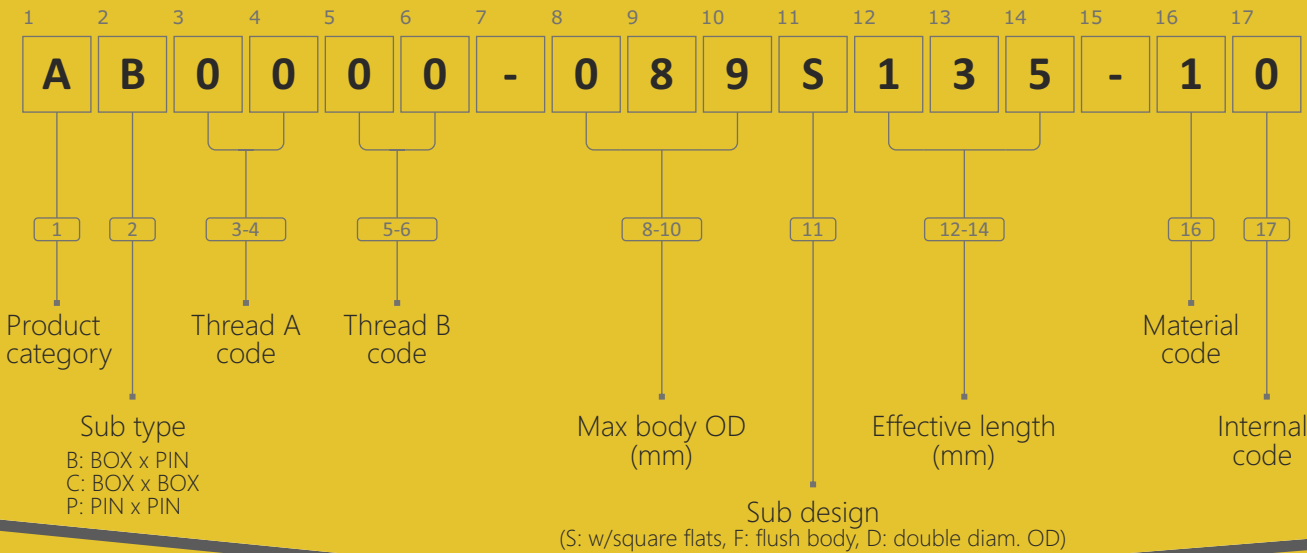 1 2 3 4 5 6 7 8 9 10 11 12 13 14 15 16 17
A B 0 0 0 0 - 0 8 9 S 1 3 5 - 1 0
1 2 3-4 5-6 8-10 11 12-14 16 17
Product
category
Thread A
code
Thread B
code
Material
code
Sub type
B: BOX x PIN
C: BOX x BOX
P: PIN x PIN
Max body OD
(mm)
Effective length
(mm)
Internal
code
Sub design
(S: w/square flats, F: flush body, D: double diam. OD)